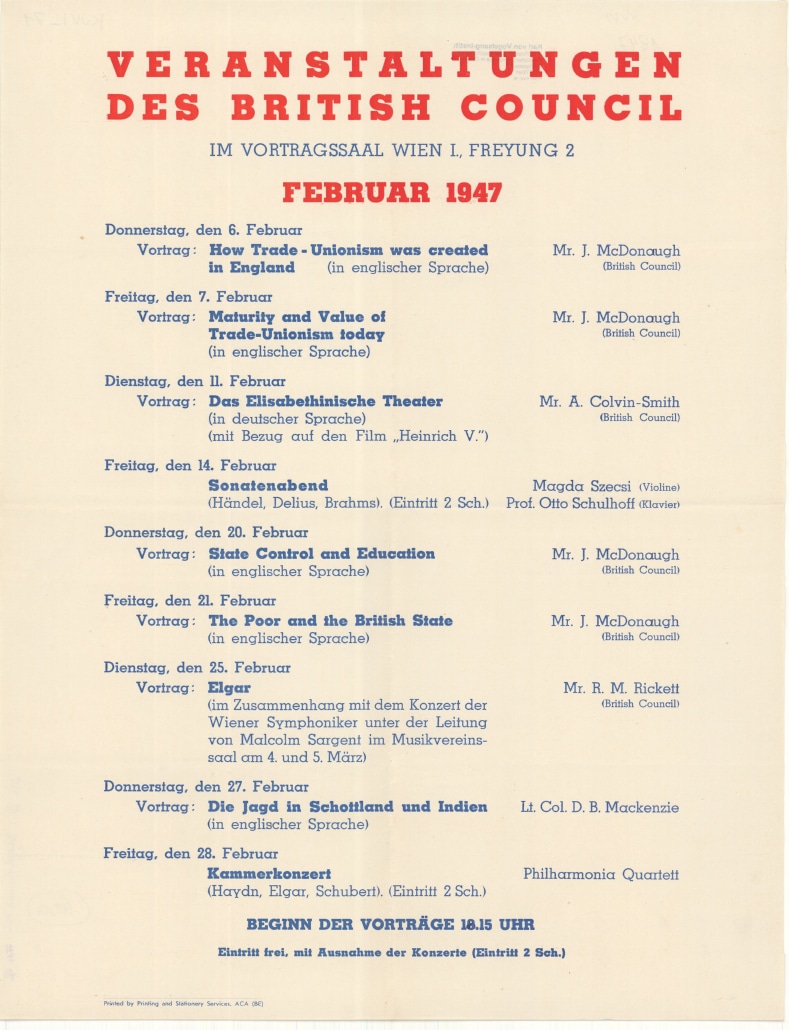 VERANSTALTUNGEN
DES BRITISH COUNCIL
IM VORTRAGSSAAL WIEN I., FREYUNG 2
FEBRUAR 1947
Donnerstag, den 6. Februar
Vortrag: How Trade-Unionism was created Mr. J. McDonaugh
in England (in englischer Sprache) (British Council)
Freitag, den 7. Februar
Vortrag: Maturity and Value of Mr. J. McDonaugh
Trade-Unionism today (British Council)
(in englischer Sprache)
Dienstag, den 11. Februar
Vortrag: Das Elisabethinische Theater Mr. A. Colvin-Smith
(in deutscher Sprache) (British Council)
(mit Bezug auf den Film „Heinrich V.")
Freitag, den 14. Februar
Sonatenabend Magda Szecsi (Violine)
(Händel, Delius, Brahms). (Eintritt 2 Sch.) Prof. Otto Schulhoff (Klavier)
Donnerstag, den 20. Februar
Vortrag: State Control and Education Mr. J. McDonaugh
(in englischer Sprache) (British Council)
Freitag, den 21. Februar
Vortrag: The Poor and the British State Mr. J. McDonaugh
(in englischer Sprache) (British Council)
Dienstag, den 25. Februar
Vortrag: Elgar Mr. R. M. Rickett
(im Zusammenhang mit dem Konzert der (British Council)
Wiener Symphoniker unter der Leitung
von Malcolm Sargent im Musikvereins-
saal am 4. und 5. März)
Donnerstag, den 27. Februar
Vortrag: Die Jagd in Schottland und Indien Lt. Col. D. B. Mackenzie
(in englischer Sprache)
Freitag, den 28. Februar
Kammerkonzert Philharmonia Quartett
(Haydn, Elgar, Schubert). (Eintritt 2 Sch.)
BEGINN DER VORTRÄGE 18.15 UHR
Eintritt frei, mit Ausnahme der Konzerte (Eintritt 2 Sch.)
Printed by Printing and Stationery Services, ACA (BE)